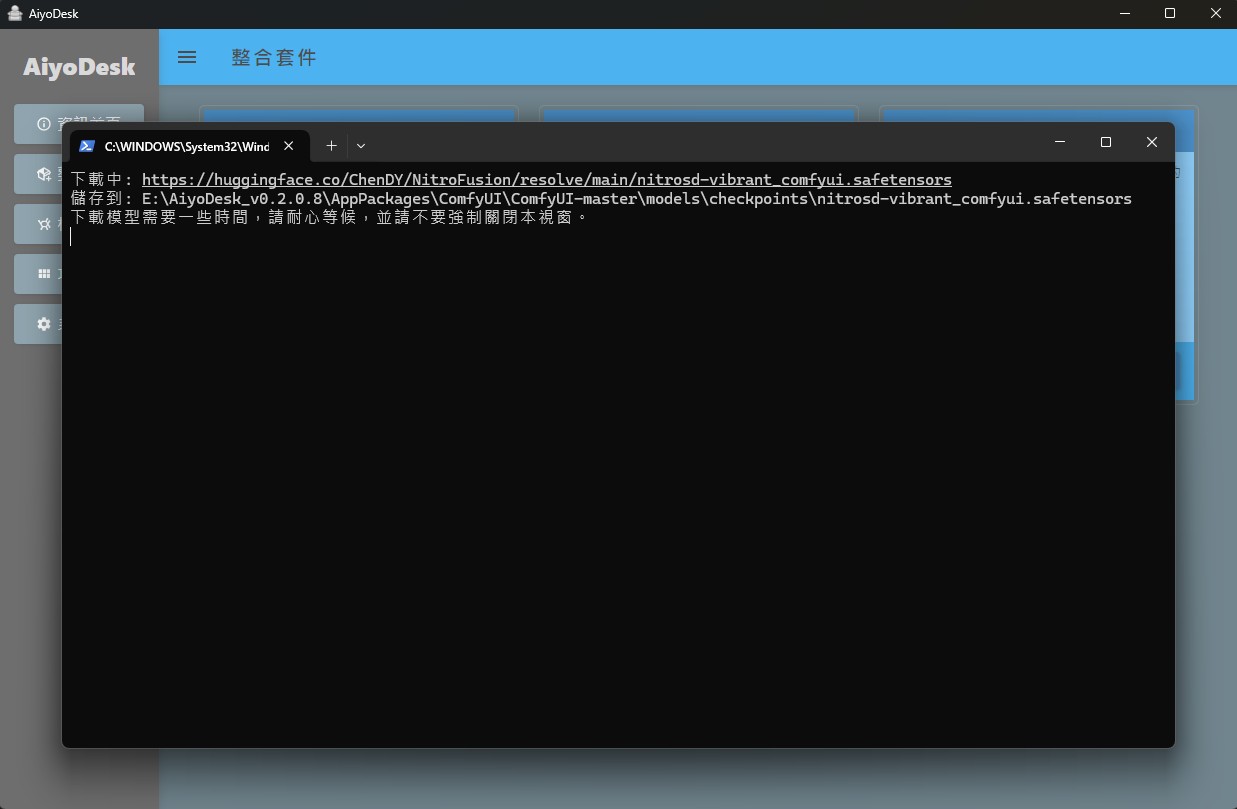 AiyoDesk
AiyoDesk
整合套件
C:\WINDOWS\System32\Wind
下載中: https://huggingface.co/ChenDY/NitroFusion/resolve/main/nitrosd-vibrant_comfyui.safetensors
儲存到: E:\AiyoDesk_v0.2.0.8\AppPackages\ComfyUI\ComfyUI-master\models\checkpoints\nitrosd-vibrant_comfyui.safetensors
下載模型需要一些時間，請耐心等候，並請不要強制關閉本視窗。